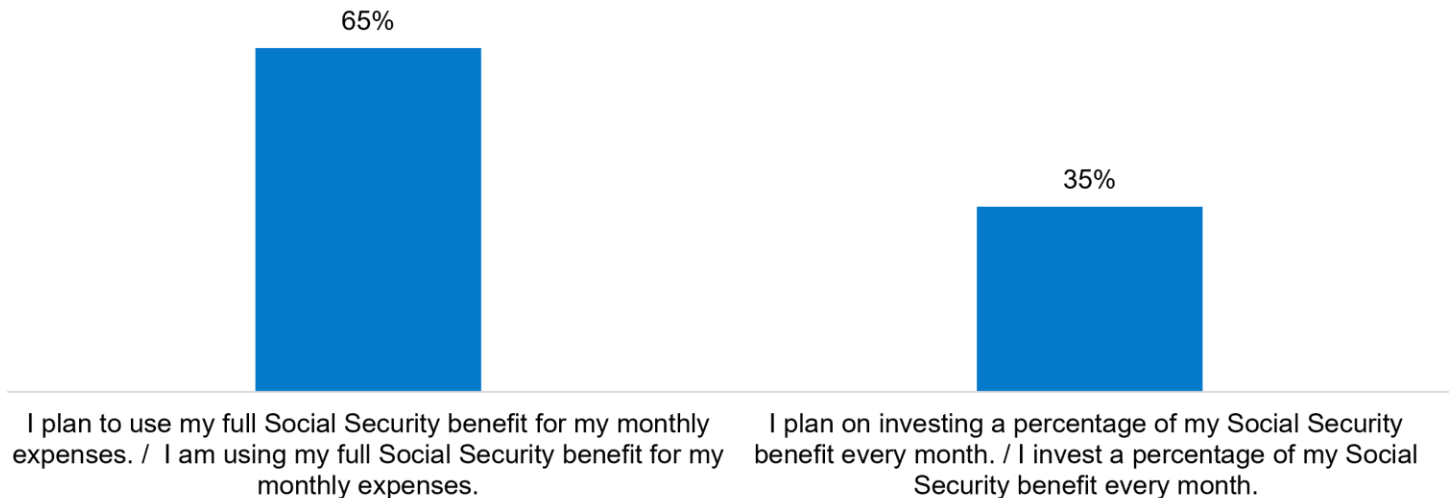 65%
35%
I plan to use my full Social Security benefit for my monthly
expenses. / I am using my full Social Security benefit for my
monthly expenses.
I plan on investing a percentage of my Social Security
benefit every month. / I invest a percentage of my Social
Security benefit every month.